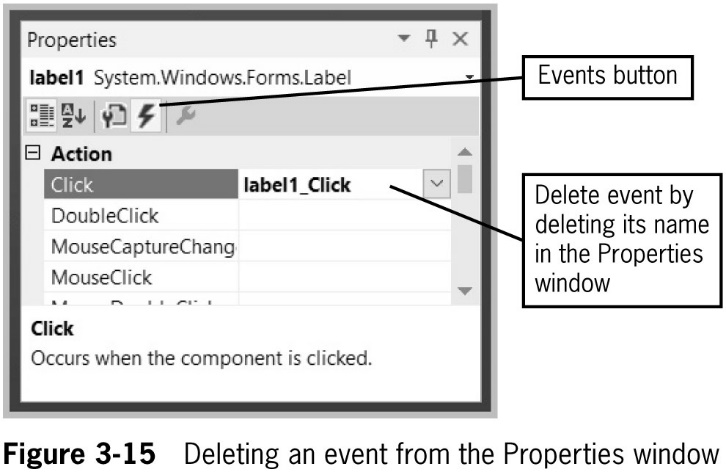 Properties
label1 System.Windows.Forms.Label
Events button
Action
Click label1_Click
DoubleClick
MouseCaptureChang
MouseClick
Delete event by
deleting its name
in the Properties
window
Click
Occurs when the component is clicked.
Figure 3-15 Deleting an event from the Properties window